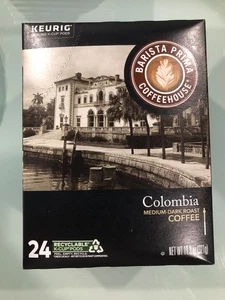 KEURIG
BARISTA PRIMA
COFFEEHOUSE
Colombia
MEDIUM-DARK ROAST
COFFEE
24
RECYCLABLE
K-CUP PODS